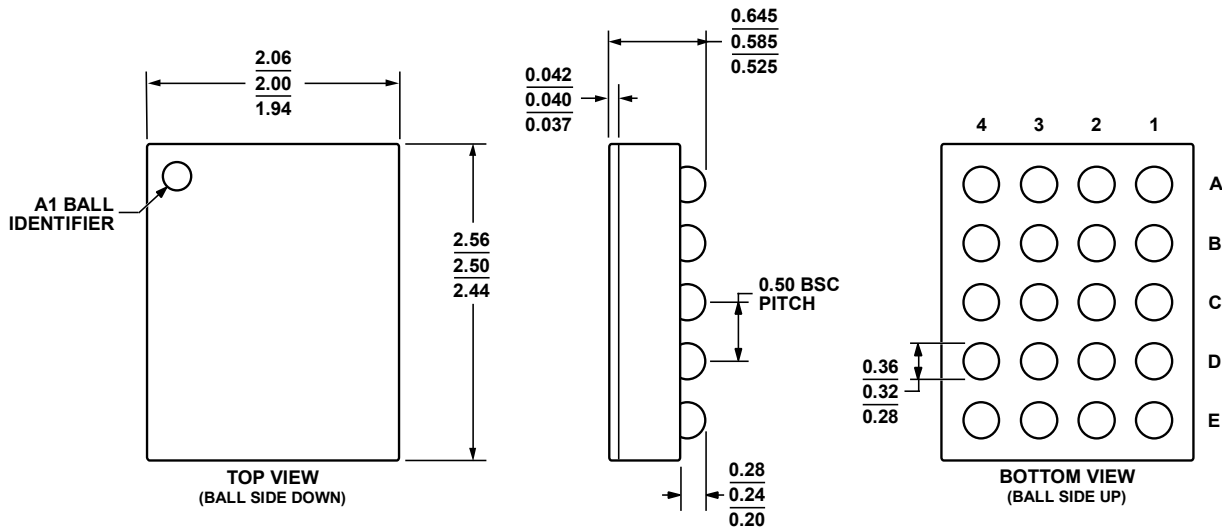 2.06
2.00
1.94
A1 BALL
IDENTIFIER
2.56
2.50
2.44
TOP VIEW
(BALL SIDE DOWN)
0.645
0.585
0.525
0.042
0.040
0.037
0.50 BSC
PITCH
0.28
0.24
0.20
4 3 2 1
A
B
C
D
E
0.36
0.32
0.28
BOTTOM VIEW
(BALL SIDE UP)